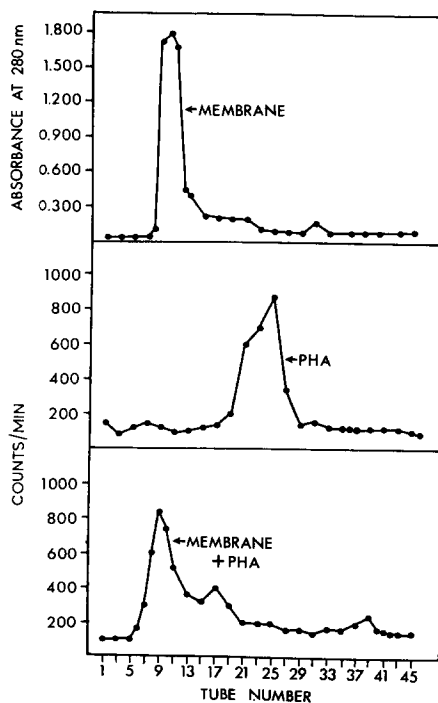 ABSORBANCE AT 280 nm
1.800
1.500
1.200
0.900
0.600
0.300
MEMBRANE
COUNTS/MIN
1000
800
600
400
200
PHA
1000
800
600
400
200
MEMBRANE
+ PHA
1 5 9 13 17 21 25 29 33 37 41 45
TUBE NUMBER